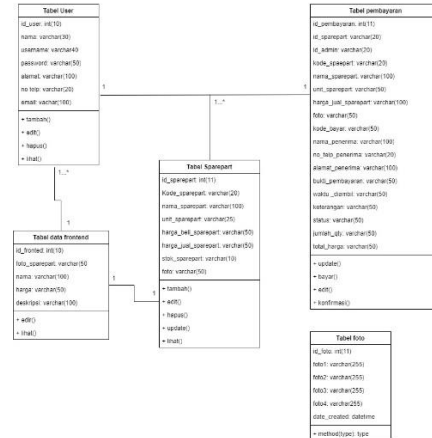 Tabel User
id_user: int(10)
nama: varchar(30)
username: varchar40
password: varchar(50)
alamat: varchar(100)
no telp: varchar(20)
email: vachar(100)
+ tambah()
+ edit()
+ hapus()
+ lihat()
1
1...*
1
Tabel data frontend
id_fronted: int(10)
foto_sparepart: varchar(50
nama: varchar(100)
harga: varchar(50)
deskripsi: varchar(100)
+ edit()
+ lihat()
1
1
1...*
Tabel Sparepart
id_sparepart: int(11)
Kode_sparepart: varchar(20)
nama_sparepart: varchar(100)
unit_sparepart: varchar(25)
harga_beli_sparepart: varchar(50)
harga_jual_sparepart: varchar(50)
stok_sparepart: varchar(10)
foto: varchar(50)
+ tambah()
+ edit()
+ hapus()
+ update()
+ lihat()
1
Tabel pembayaran
id_pembayaran: int(11)
id_sparepart: varchar(20)
id_admin: varchar(20)
kode_spaepart: varchar(20)
nama_sparepart: varchar(100)
unit_sparepart: varchar(50)
harga_jual_sparepart: varchar(100)
foto: varchar(50)
kode_bayar: varchar(50)
nama_penerima: varchar(100)
no_telp_penerima: varchar(20)
alamat_penerima: varchar(100)
bukti_pembayaran: varchar(50)
waktu_diambil: varchar(50)
keterangan: varchar(50)
status: varchar(50)
jumlah_qty: varchar(50)
total_harga: varchar(50)
+ update()
+ bayar()
+ edit()
+ konfirmasi()
Tabel foto
id_foto: int(11)
foto1: varchar(255)
foto2: varchar(255)
foto3: varchar(255)
foto4: varchar(255)
date_created: datetime
+ method(type): type